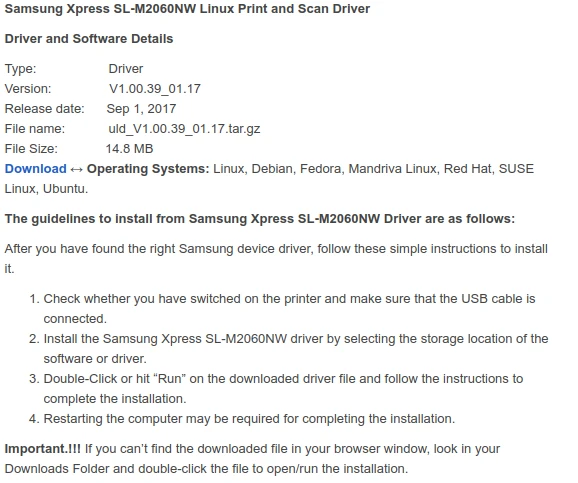 Samsung Xpress SL-M2060NW Linux Print and Scan Driver
Driver and Software Details
Type: Driver
Version: V1.00.39_01.17
Release date: Sep 1, 2017
File name: uld_V1.00.39_01.17.tar.gz
File Size: 14.8 MB
Download ↔ Operating Systems: Linux, Debian, Fedora, Mandriva Linux, Red Hat, SUSE
Linux, Ubuntu.
The guidelines to install from Samsung Xpress SL-M2060NW Driver are as follows:
After you have found the right Samsung device driver, follow these simple instructions to install
it.
1. Check whether you have switched on the printer and make sure that the USB cable is
connected.
2. Install the Samsung Xpress SL-M2060NW driver by selecting the storage location of the
software or driver.
3. Double-Click or hit “Run” on the downloaded driver file and follow the instructions to
complete the installation.
4. Restarting the computer may be required for completing the installation.
Important.!!! If you can’t find the downloaded file in your browser window, look in your
Downloads Folder and double-click the file to open/run the installation.